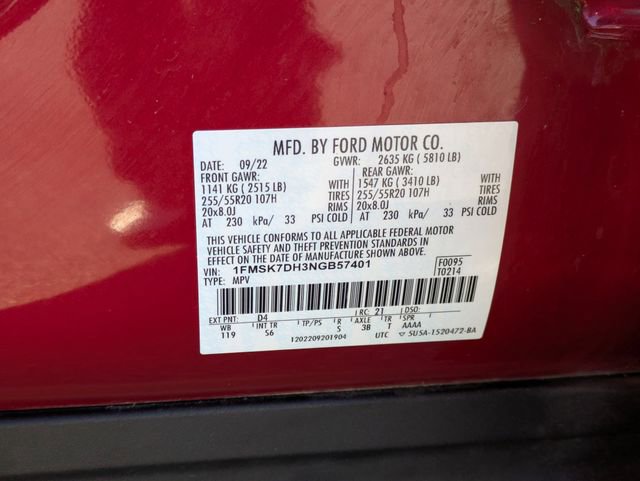 MFD. BY FORD MOTOR CO.
DATE: 09/22 GVWR: 2635 KG ( 5810 LB)
FRONT GAWR: REAR GAWR:
1141 KG ( 2515 LB) WITH 1547 KG ( 3410 LB) WITH
255/55R20 107H TIRES 255/55R20 107H TIRES
20x8.0J RIMS 20x8.0J RIMS
AT 230 kPa/ 33 PSI COLD AT 230 kPa/ 33 PSI COLD
THIS VEHICLE CONFORMS TO ALL APPLICABLE FEDERAL MOTOR
VEHICLE SAFETY AND THEFT PREVENTION STANDARDS IN
EFFECT ON THE DATE OF MANUFACTURE SHOWN ABOVE.
VIN: 1FMSK7DH3NGB57401 F0095
TYPE: MPV T0214
EXT PNT: D4 RC: 21 DSO:
WB INT TR TP/PS R AXLE TR SPR
119 S6 S 3B T AAAA
1202209201904 UTC 5U5A-1520472-BA